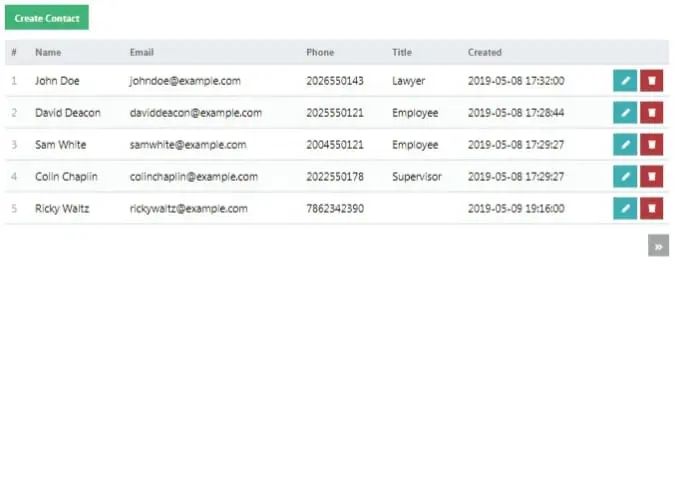 Create Contact
# Name Email Phone Title Created
1 John Doe johndoe@example.com 2026550143 Lawyer 2019-05-08 17:32:00
2 David Deacon daviddeacon@example.com 2025550121 Employee 2019-05-08 17:28:44
3 Sam White samwhite@example.com 2004550121 Employee 2019-05-08 17:29:27
4 Colin Chaplin colinchaplin@example.com 2022550178 Supervisor 2019-05-08 17:29:27
5 Ricky Waltz rickywaltz@example.com 7862342390 2019-05-09 19:16:00
»